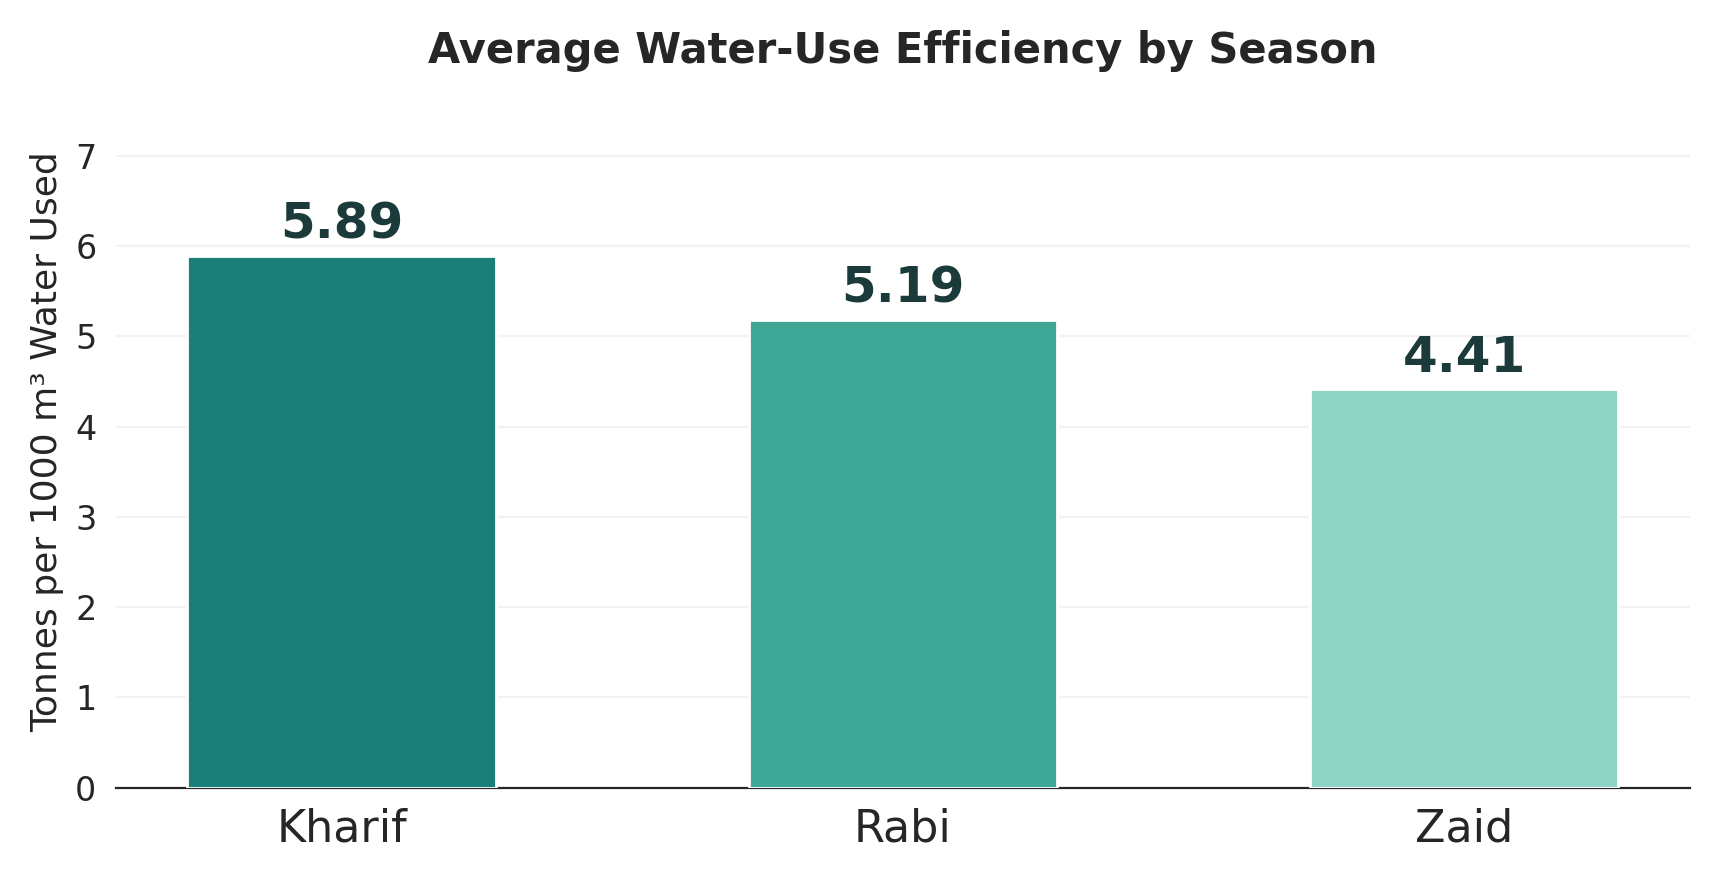 Average Water-Use Efficiency by Season
Tonnes per 1000 m³ Water Used
7
6
5
4
3
2
1
0
5.89
5.19
4.41
Kharif
Rabi
Zaid